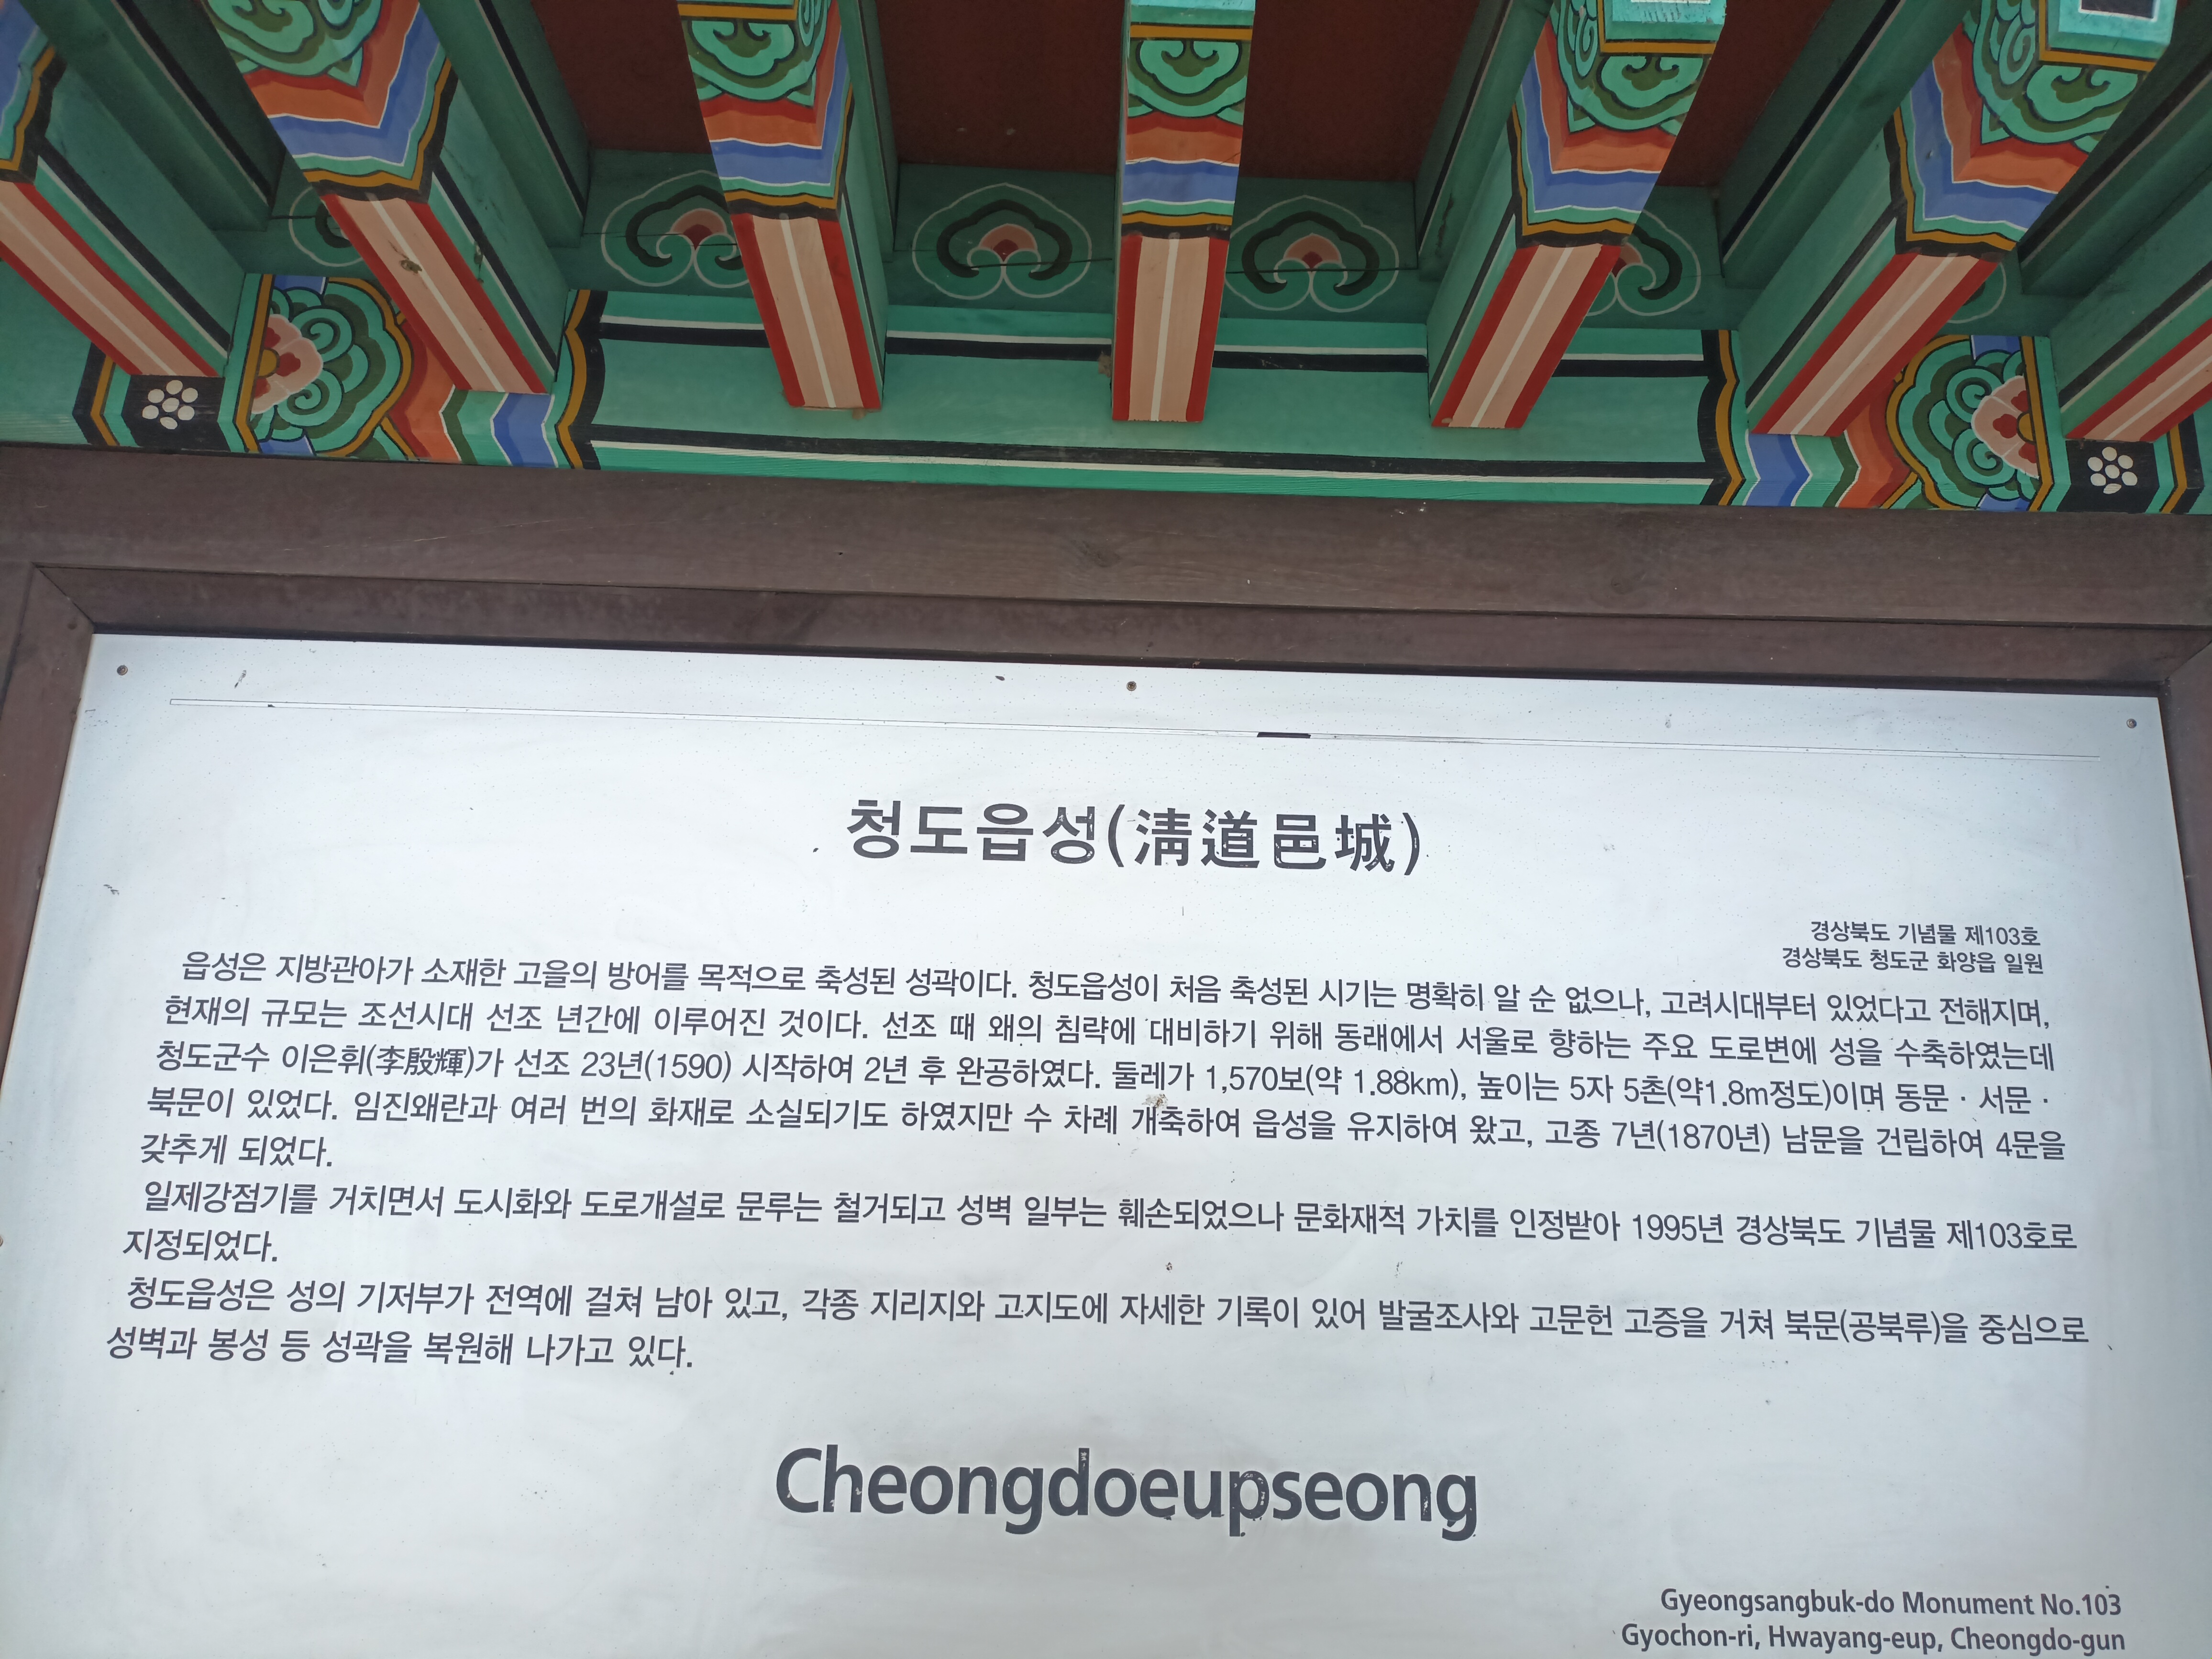 청도읍성(淸道邑城)
경상북도 기념물 제103호
경상북도 청도군 화양읍 일원
읍성은 지방관아가 소재한 고을의 방어를 목적으로 축성된 성곽이다. 청도읍성이 처음 축성된 시기는 명확히 알 순 없으나, 고려시대부터 있었다고 전해지며,
현재의 규모는 조선시대 선조 년간에 이루어진 것이다. 선조 때 왜의 침략에 대비하기 위해 동래에서 서울로 향하는 주요 도로변에 성을 수축하였는데
청도군수 이은휘(李殷輝)가 선조 23년(1590) 시작하여 2년 후 완공하였다. 둘레가 1,570보(약 1.88km), 높이는 5자 5촌(약1.8m정도)이며 동문 · 서문 ·
북문이 있었다. 임진왜란과 여러 번의 화재로 소실되기도 하였지만 수 차례 개축하여 읍성을 유지하여 왔고, 고종 7년(1870년) 남문을 건립하여 4문을
갖추게 되었다.
일제강점기를 거치면서 도시화와 도로개설로 문루는 철거되고 성벽 일부는 훼손되었으나 문화재적 가치를 인정받아 1995년 경상북도 기념물 제103호로
지정되었다.
청도읍성은 성의 기저부가 전역에 걸쳐 남아 있고, 각종 지리지와 고지도에 자세한 기록이 있어 발굴조사와 고문헌 고증을 거쳐 북문(공북루)을 중심으로
성벽과 봉성 등 성곽을 복원해 나가고 있다.
Cheongdoeupseong
Gyeongsangbuk-do Monument No.103
Gyochon-ri, Hwayang-eup, Cheongdo-gun